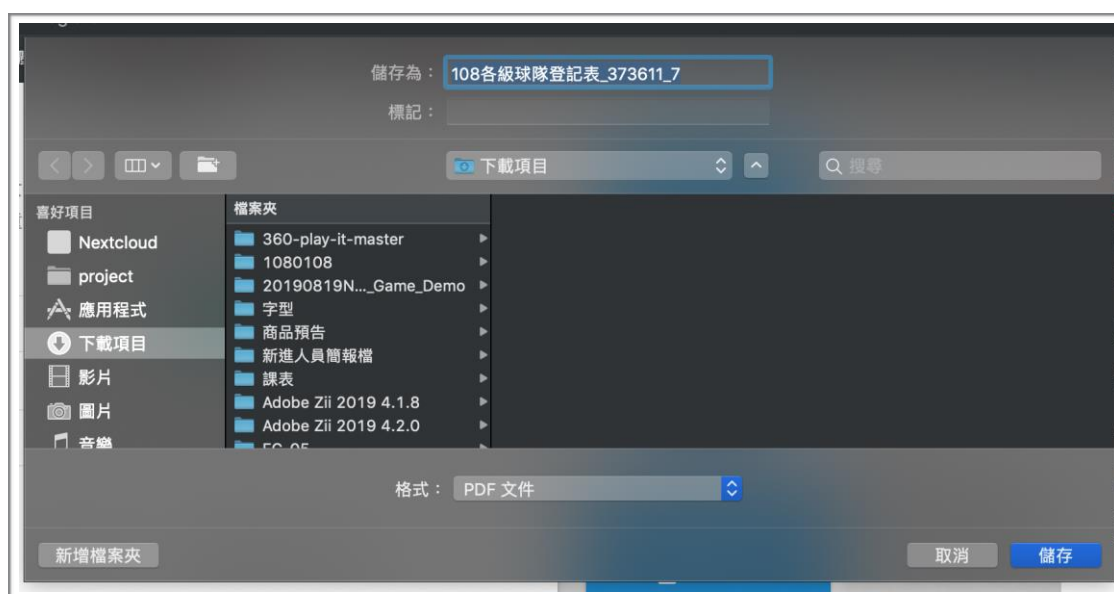 儲存為： 108各級球隊登記表_373611_7
標記：
下載項目
搜尋
喜好項目
Nextcloud
project
應用程式
下載項目
影片
圖片
音樂
檔案夾
360-play-it-master
1080108
20190819N..._Game_Demo
字型
商品預告
新進人員簡報檔
課表
Adobe Zii 2019 4.1.8
Adobe Zii 2019 4.2.0
格式： PDF 文件
新增檔案夾
取消
儲存